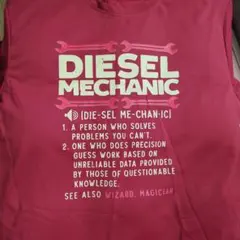 DIESEL
MECHANIC
[DIE-SEL ME-CHAN-IC]
1. A PERSON WHO SOLVES
PROBLEMS YOU CAN'T.
2. ONE WHO DOES PRECISION
GUESS WORK BASED ON
UNRELIABLE DATA PROVIDED
BY THOSE OF QUESTIONABLE
KNOWLEDGE.
SEE ALSO WIZARD, MAGICIAN